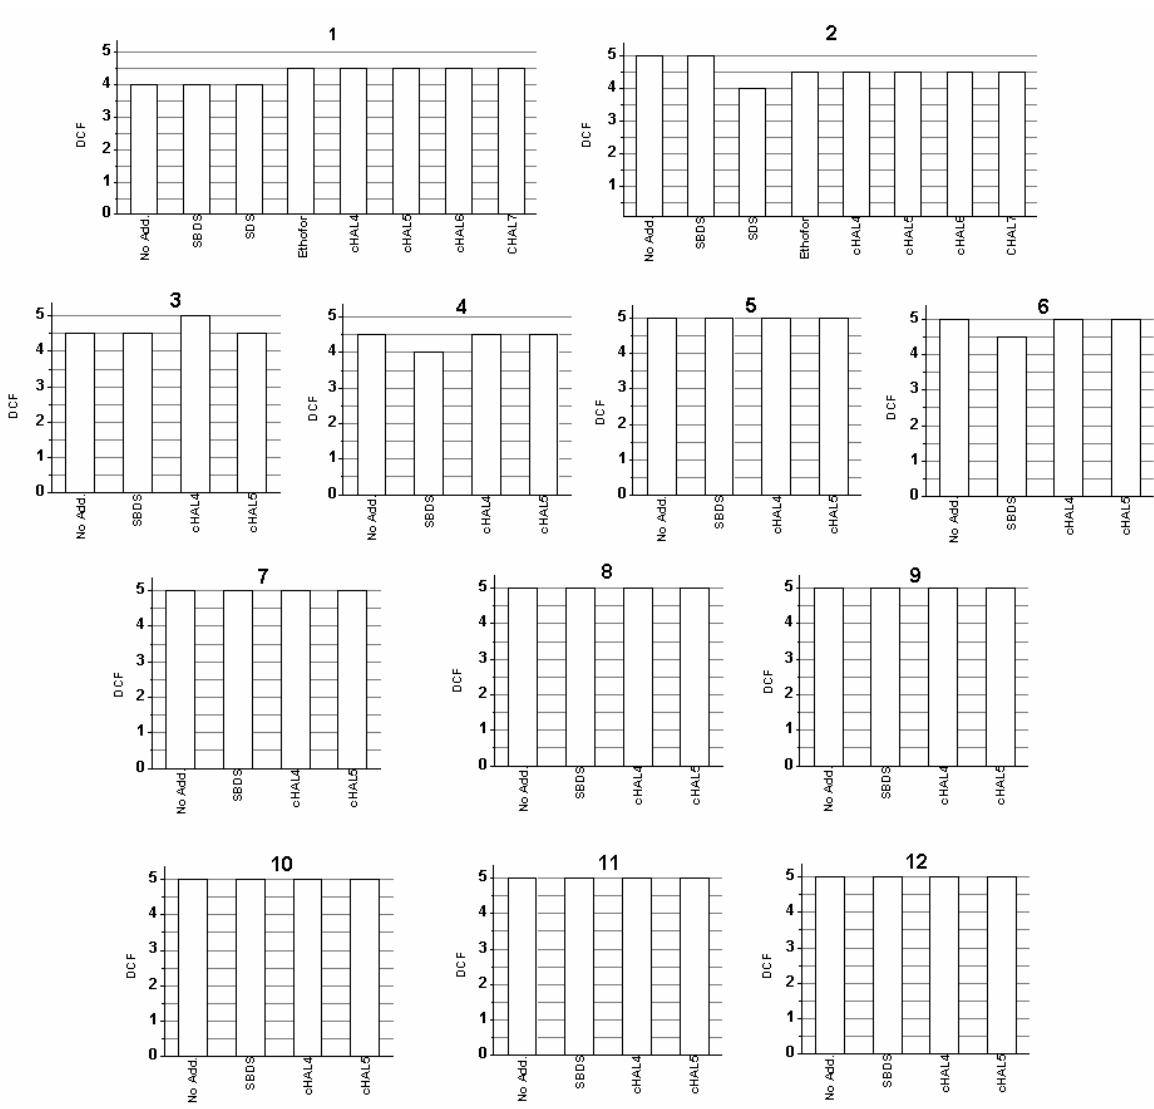 1
5
4
3
2
1
0
DCF
No Add.
SBDS
SDS
Ethofor
cHAL4
cHAL5
cHAL6
CHAL7
2
5
4
3
2
1
DCF
No Add.
SBDS
SDS
Ethofor
cHAL4
cHAL5
cHAL6
CHAL7
3
5
4
3
2
1
0
DCF
No Add.
SBDS
cHAL4
cHAL5
4
5
4
3
2
1
0
DCF
No Add.
SBDS
cHAL4
cHAL5
5
5
4
3
2
1
0
DCF
No Add.
SBDS
cHAL4
cHAL5
6
5
4
3
2
1
0
DCF
No Add.
SBDS
cHAL4
cHAL5
7
5
4
3
2
1
0
DCF
No Add.
SBDS
cHAL4
cHAL5
8
5
4
3
2
1
0
DCF
No Add.
SBDS
cHAL4
cHAL5
9
5
4
3
2
1
0
DCF
No Add.
SBDS
cHAL4
cHAL5
10
5
4
3
2
1
0
DCF
No Add.
SBDS
cHAL4
cHAL5
11
5
4
3
2
1
0
DCF
No Add.
SBDS
cHAL4
cHAL5
12
5
4
3
2
1
0
DCF
No Add.
SBDS
cHAL4
cHAL5